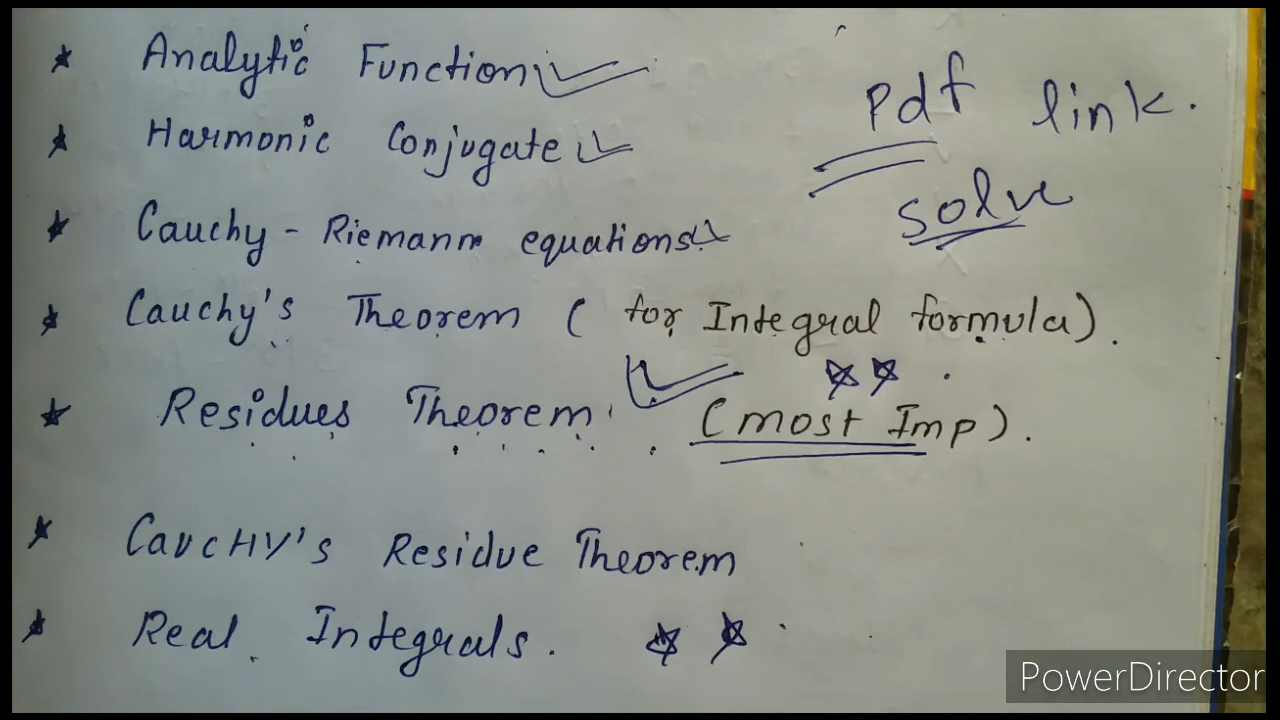 Analytic Function
Harmonic Conjugate
Cauchy - Riemann equations
Cauchy's Theorem ( for Integral formula).
Residues Theorem (most Imp).
CAUCHY's Residue Theorem
Real Integrals.
Pdf link.
solve
PowerDirector